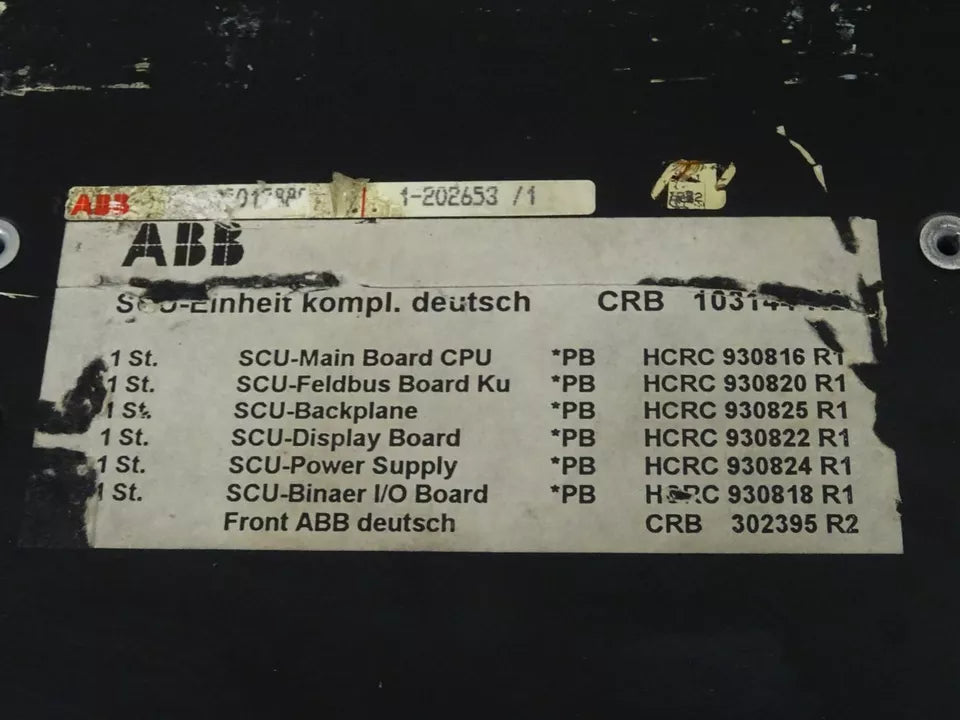 ABB 1-202653 /1
ABB
SCU-Einheit kompl. deutsch CRB
1 St. SCU-Main Board CPU *PB HCRC 930816 R1
1 St. SCU-Feldbus Board Ku *PB HCRC 930820 R1
1 St. SCU-Backplane *PB HCRC 930825 R1
1 St. SCU-Display Board *PB HCRC 930822 R1
1 St. SCU-Power Supply *PB HCRC 930824 R1
1 St. SCU-Binaer I/O Board *PB HCRC 930818 R1
Front ABB deutsch CRB 302395 R2